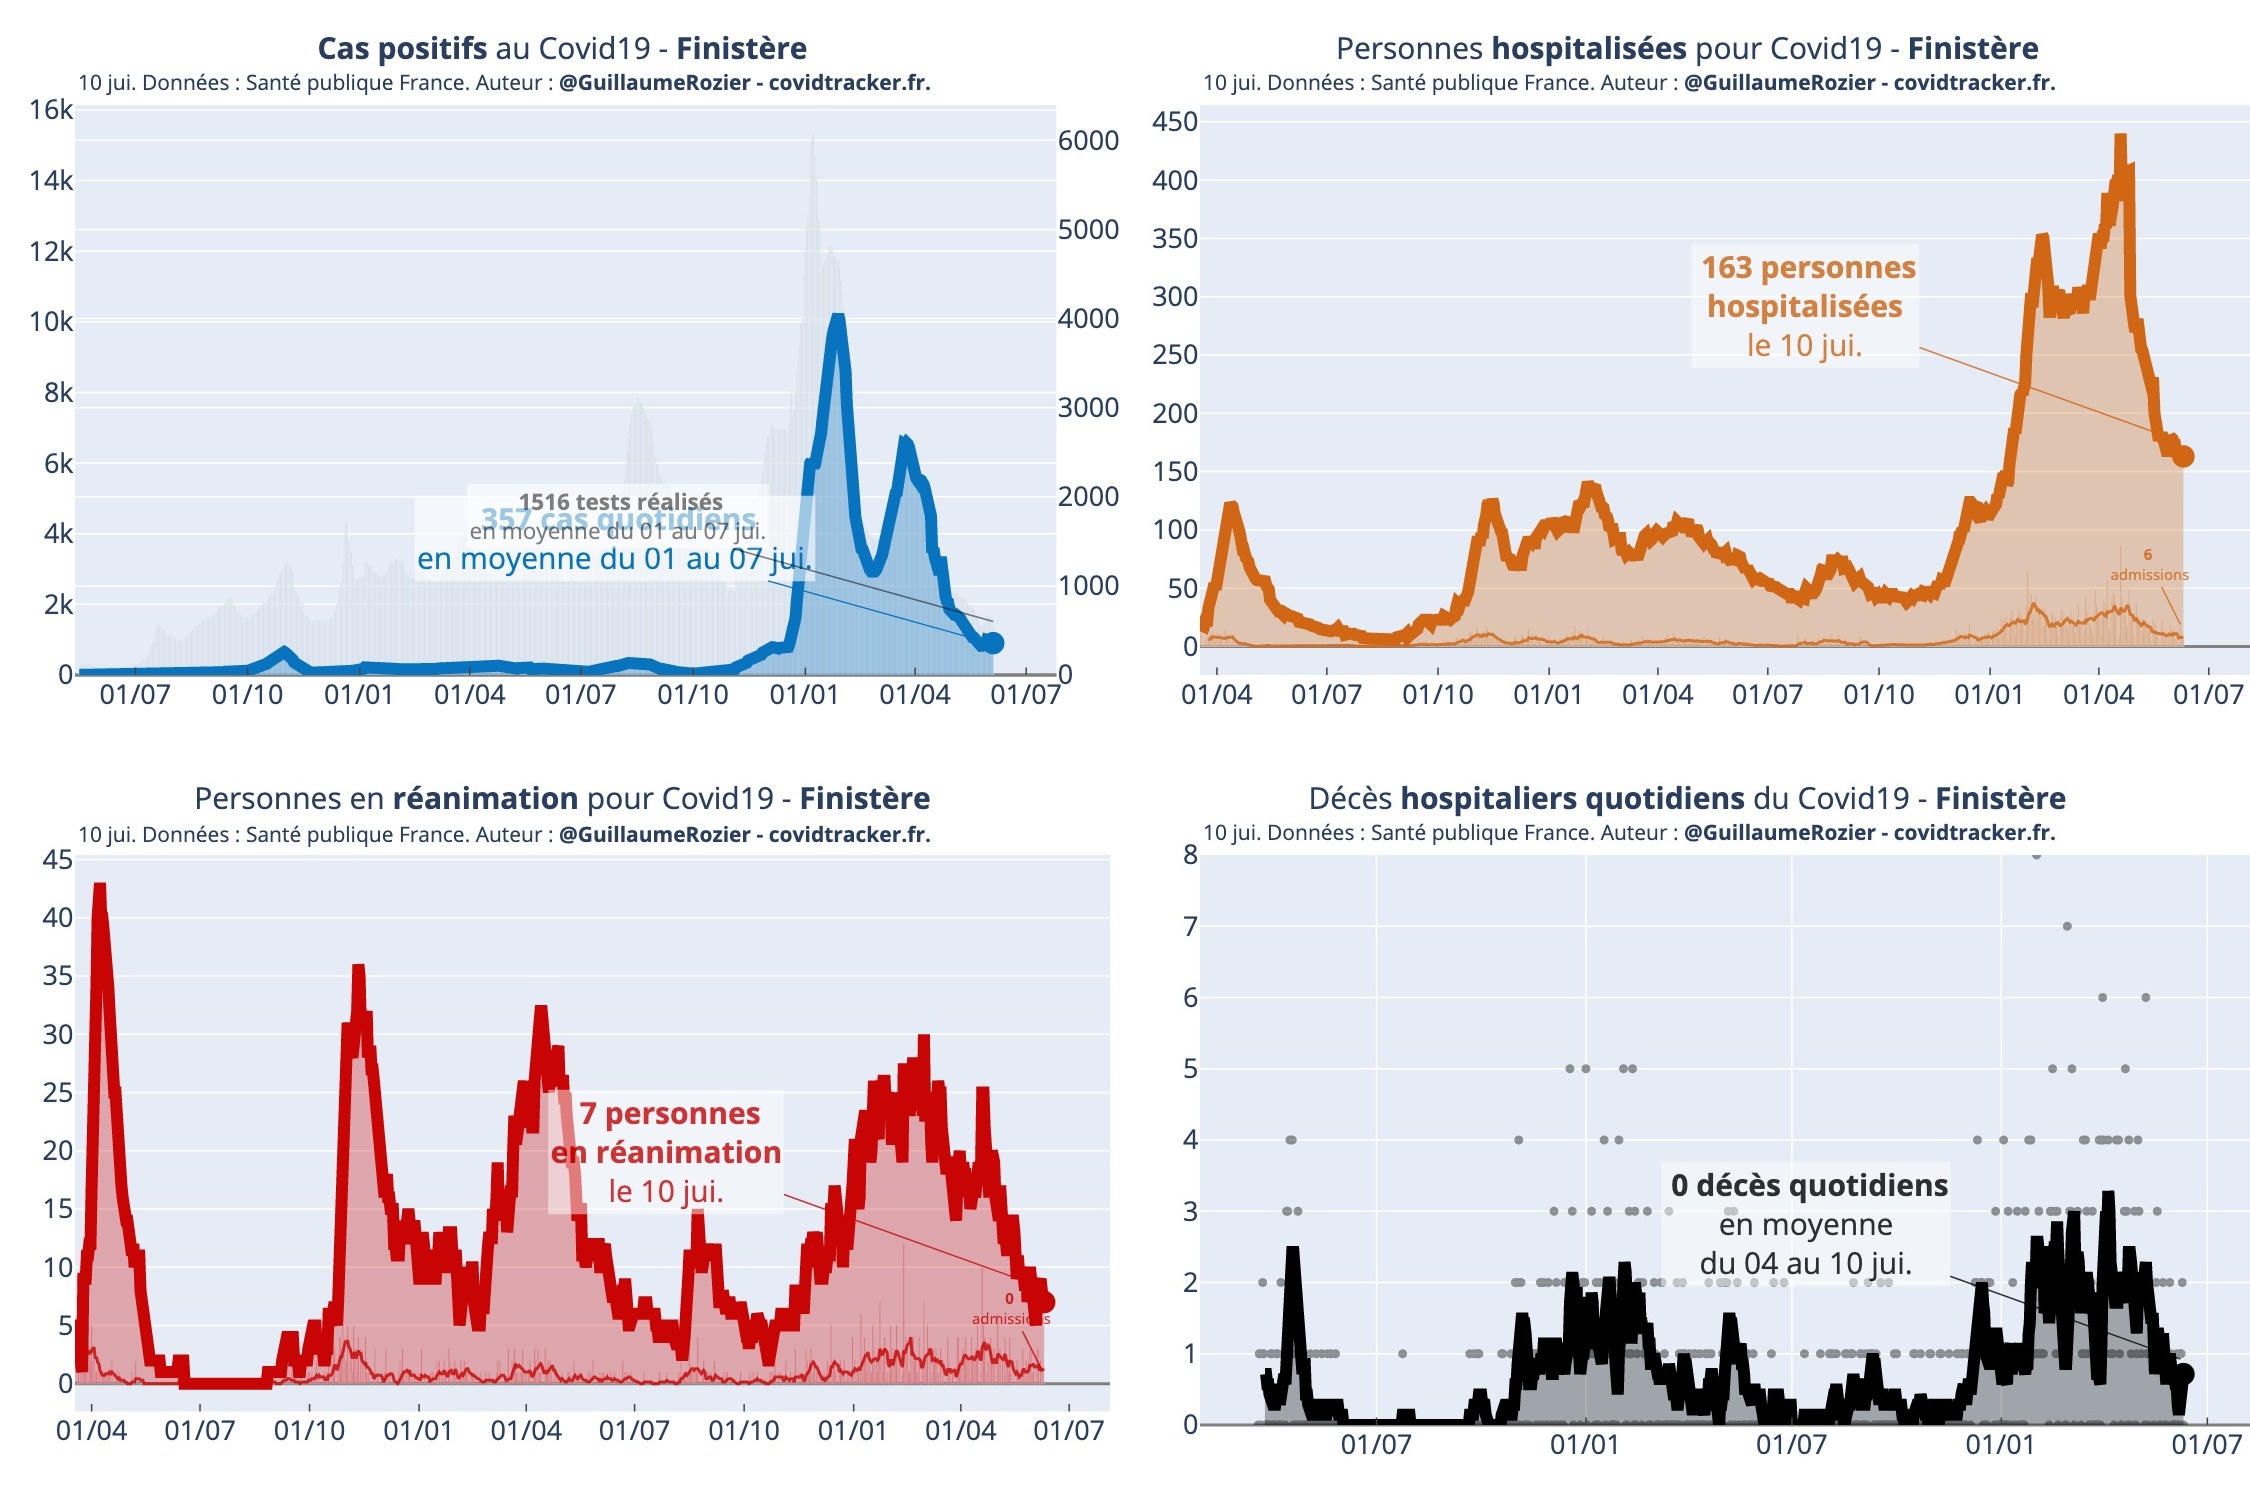 Cas positifs au Covid19 - Finistère
10 jui. Données : Santé publique France. Auteur : @GuillaumeRozier - covidtracker.fr.
16k
14k
12k
10k
8k
6k
4k
2k
0
6000
5000
4000
3000
2000
1000
0
1516 tests réalisés
357 cas quotidiens
en moyenne du 01 au 07 jui.
en moyenne du 01 au 07 jui.
01/07 01/10 01/01 01/04 01/07 01/10 01/01 01/04 01/07
Personnes hospitalisées pour Covid19 - Finistère
10 jui. Données : Santé publique France. Auteur : @GuillaumeRozier - covidtracker.fr.
450
400
350
300
250
200
150
100
50
0
163 personnes
hospitalisées
le 10 jui.
6
admissions
01/04 01/07 01/10 01/01 01/04 01/07 01/10 01/01 01/04 01/07
Personnes en réanimation pour Covid19 - Finistère
10 jui. Données : Santé publique France. Auteur : @GuillaumeRozier - covidtracker.fr.
45
40
35
30
25
20
15
10
5
0
7 personnes
en réanimation
le 10 jui.
0
admissions
01/04 01/07 01/10 01/01 01/04 01/07 01/10 01/01 01/04 01/07
Décès hospitaliers quotidiens du Covid19 - Finistère
10 jui. Données : Santé publique France. Auteur : @GuillaumeRozier - covidtracker.fr.
8
7
6
5
4
3
2
1
0
0 décès quotidiens
en moyenne
du 04 au 10 jui.
01/07 01/01 01/07 01/01 01/07